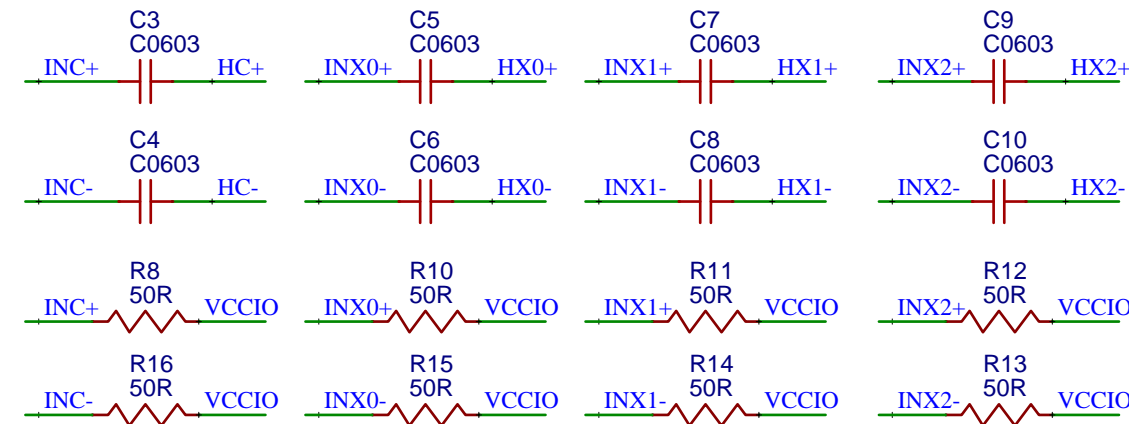 C3 C5 C7 C9
C0603 C0603 C0603 C0603
INC+ HC+ INX0+ HX0+ INX1+ HX1+ INX2+ HX2+
C4 C6 C8 C10
C0603 C0603 C0603 C0603
INC- HC- INX0- HX0- INX1- HX1- INX2- HX2-
R8 R10 R11 R12
50R 50R 50R 50R
INC+ VCCIO INX0+ VCCIO INX1+ VCCIO INX2+ VCCIO
R16 R15 R14 R13
50R 50R 50R 50R
INC- VCCIO INX0- VCCIO INX1- VCCIO INX2- VCCIO